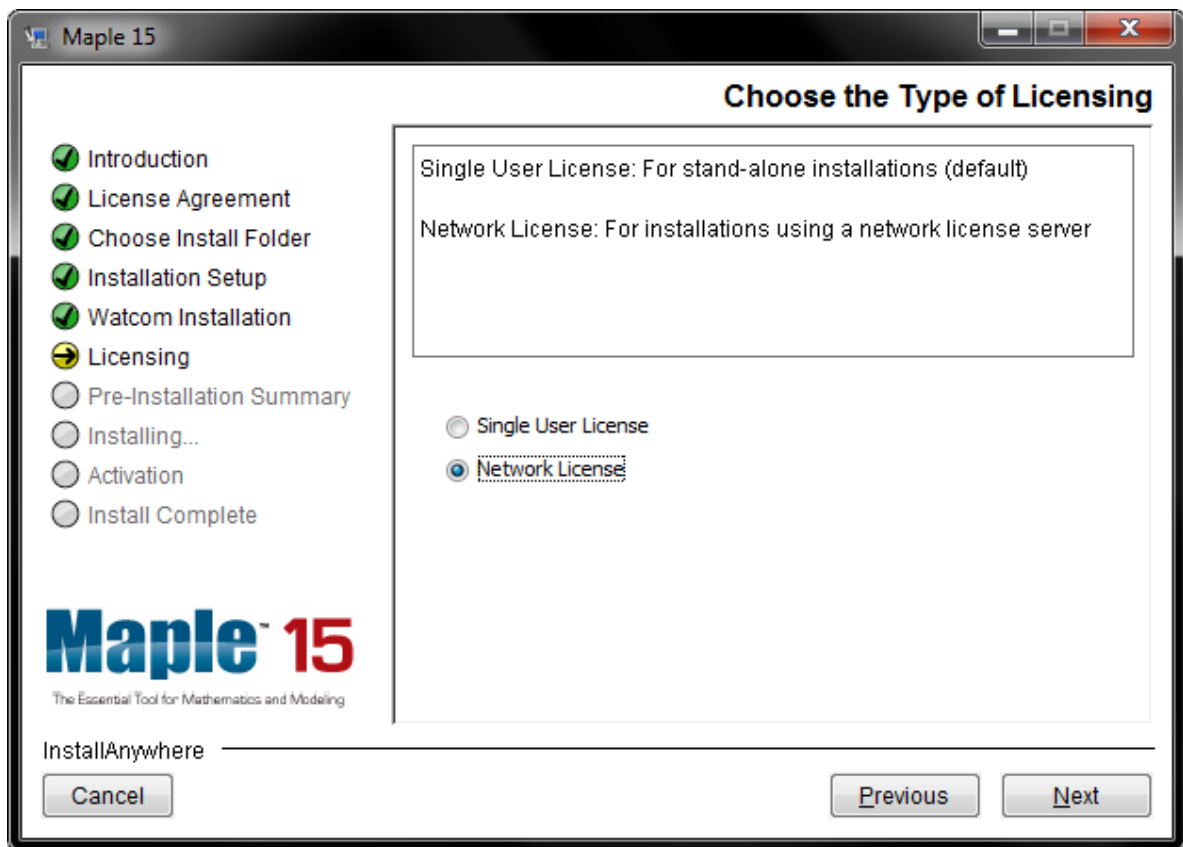 Maple 15
Choose the Type of Licensing
Introduction
License Agreement
Choose Install Folder
Installation Setup
Watcom Installation
Licensing
Pre-Installation Summary
Installing...
Activation
Install Complete
Single User License: For stand-alone installations (default)
Network License: For installations using a network license server
Single User License
Network License
Maple™ 15
The Essential Tool for Mathematics and Modeling
InstallAnywhere
Cancel
Previous
Next